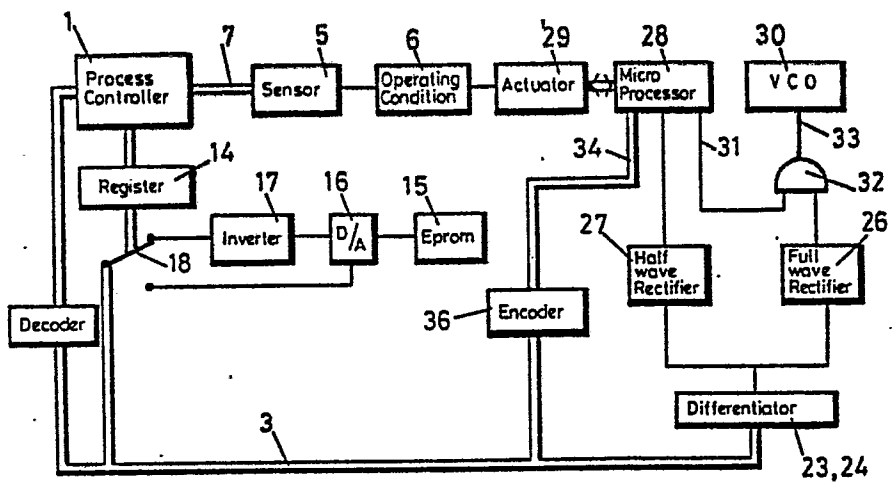 1
7
5
6
29
28
30
Process
Controller
Sensor
Operating
Condition
Actuator
Micro
Processor
V C O
14
34
31
33
32
Register
17
16
15
Inverter
D/A
Eprom
18
27
26
Half
wave
Rectifier
Full
wave
Rectifier
Decoder
36
Encoder
Differentiator
3
23,24